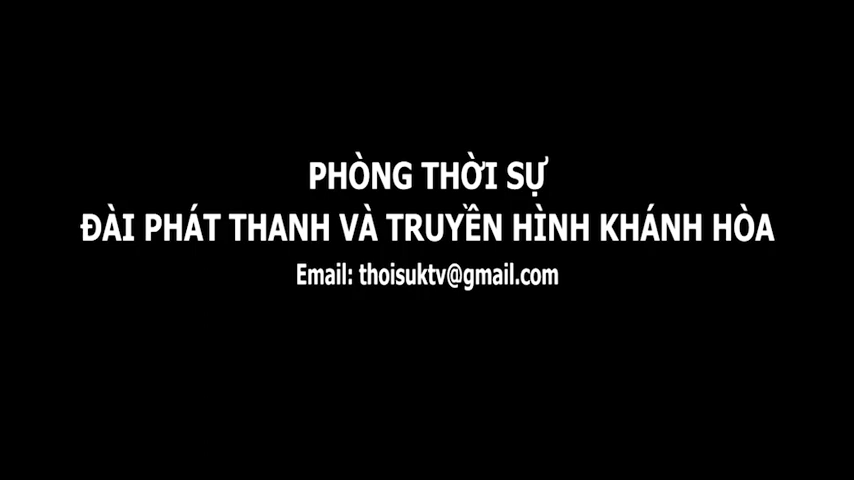 PHÒNG THỜI SỰ
ĐÀI PHÁT THANH VÀ TRUYỀN HÌNH KHÁNH HÒA
Email: thoisuktv@gmail.com